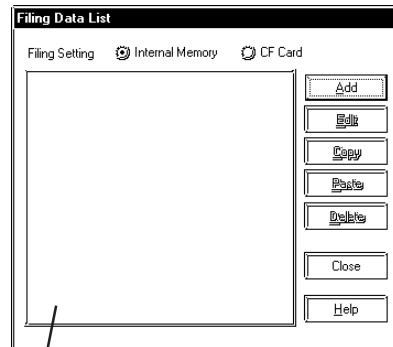 Filing Data List
Filing Setting Internal Memory CF Card
Add
Edit
Copy
Paste
Delete
Close
Help